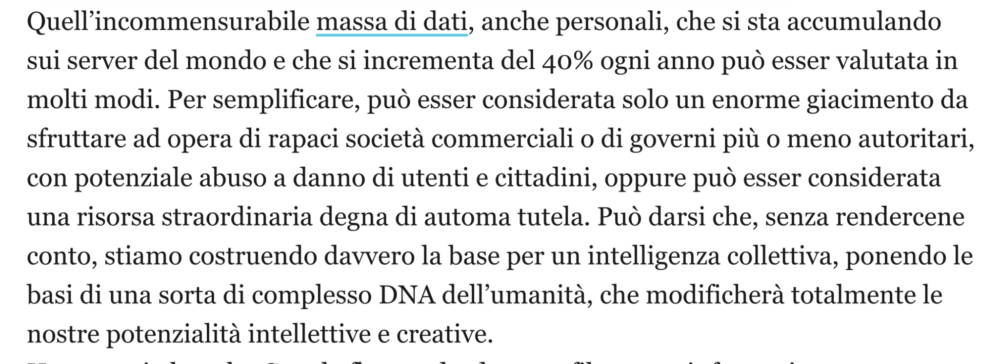 Quell’incommensurabile massa di dati, anche personali, che si sta accumulando
sui server del mondo e che si incrementa del 40% ogni anno può esser valutata in
molti modi. Per semplificare, può esser considerata solo un enorme giacimento da
sfruttare ad opera di rapaci società commerciali o di governi più o meno autoritari,
con potenziale abuso a danno di utenti e cittadini, oppure può esser considerata
una risorsa straordinaria degna di automa tutela. Può darsi che, senza rendercene
conto, stiamo costruendo davvero la base per un intelligenza collettiva, ponendo le
basi di una sorta di complesso DNA dell’umanità, che modificherà totalmente le
nostre potenzialità intellettive e creative.